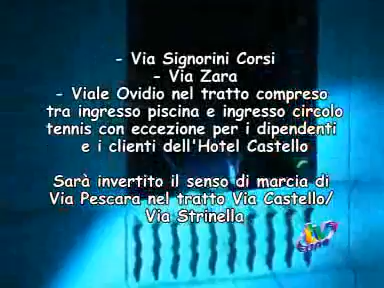 - Via Signorini Corsi
- Via Zara
- Viale Ovidio nel tratto compreso
tra ingresso piscina e ingresso circolo
tennis con eccezione per i dipendenti
e i clienti dell'Hotel Castello
Sarà invertito il senso di marcia di
Via Pescara nel tratto Via Castello/
Via Strinella